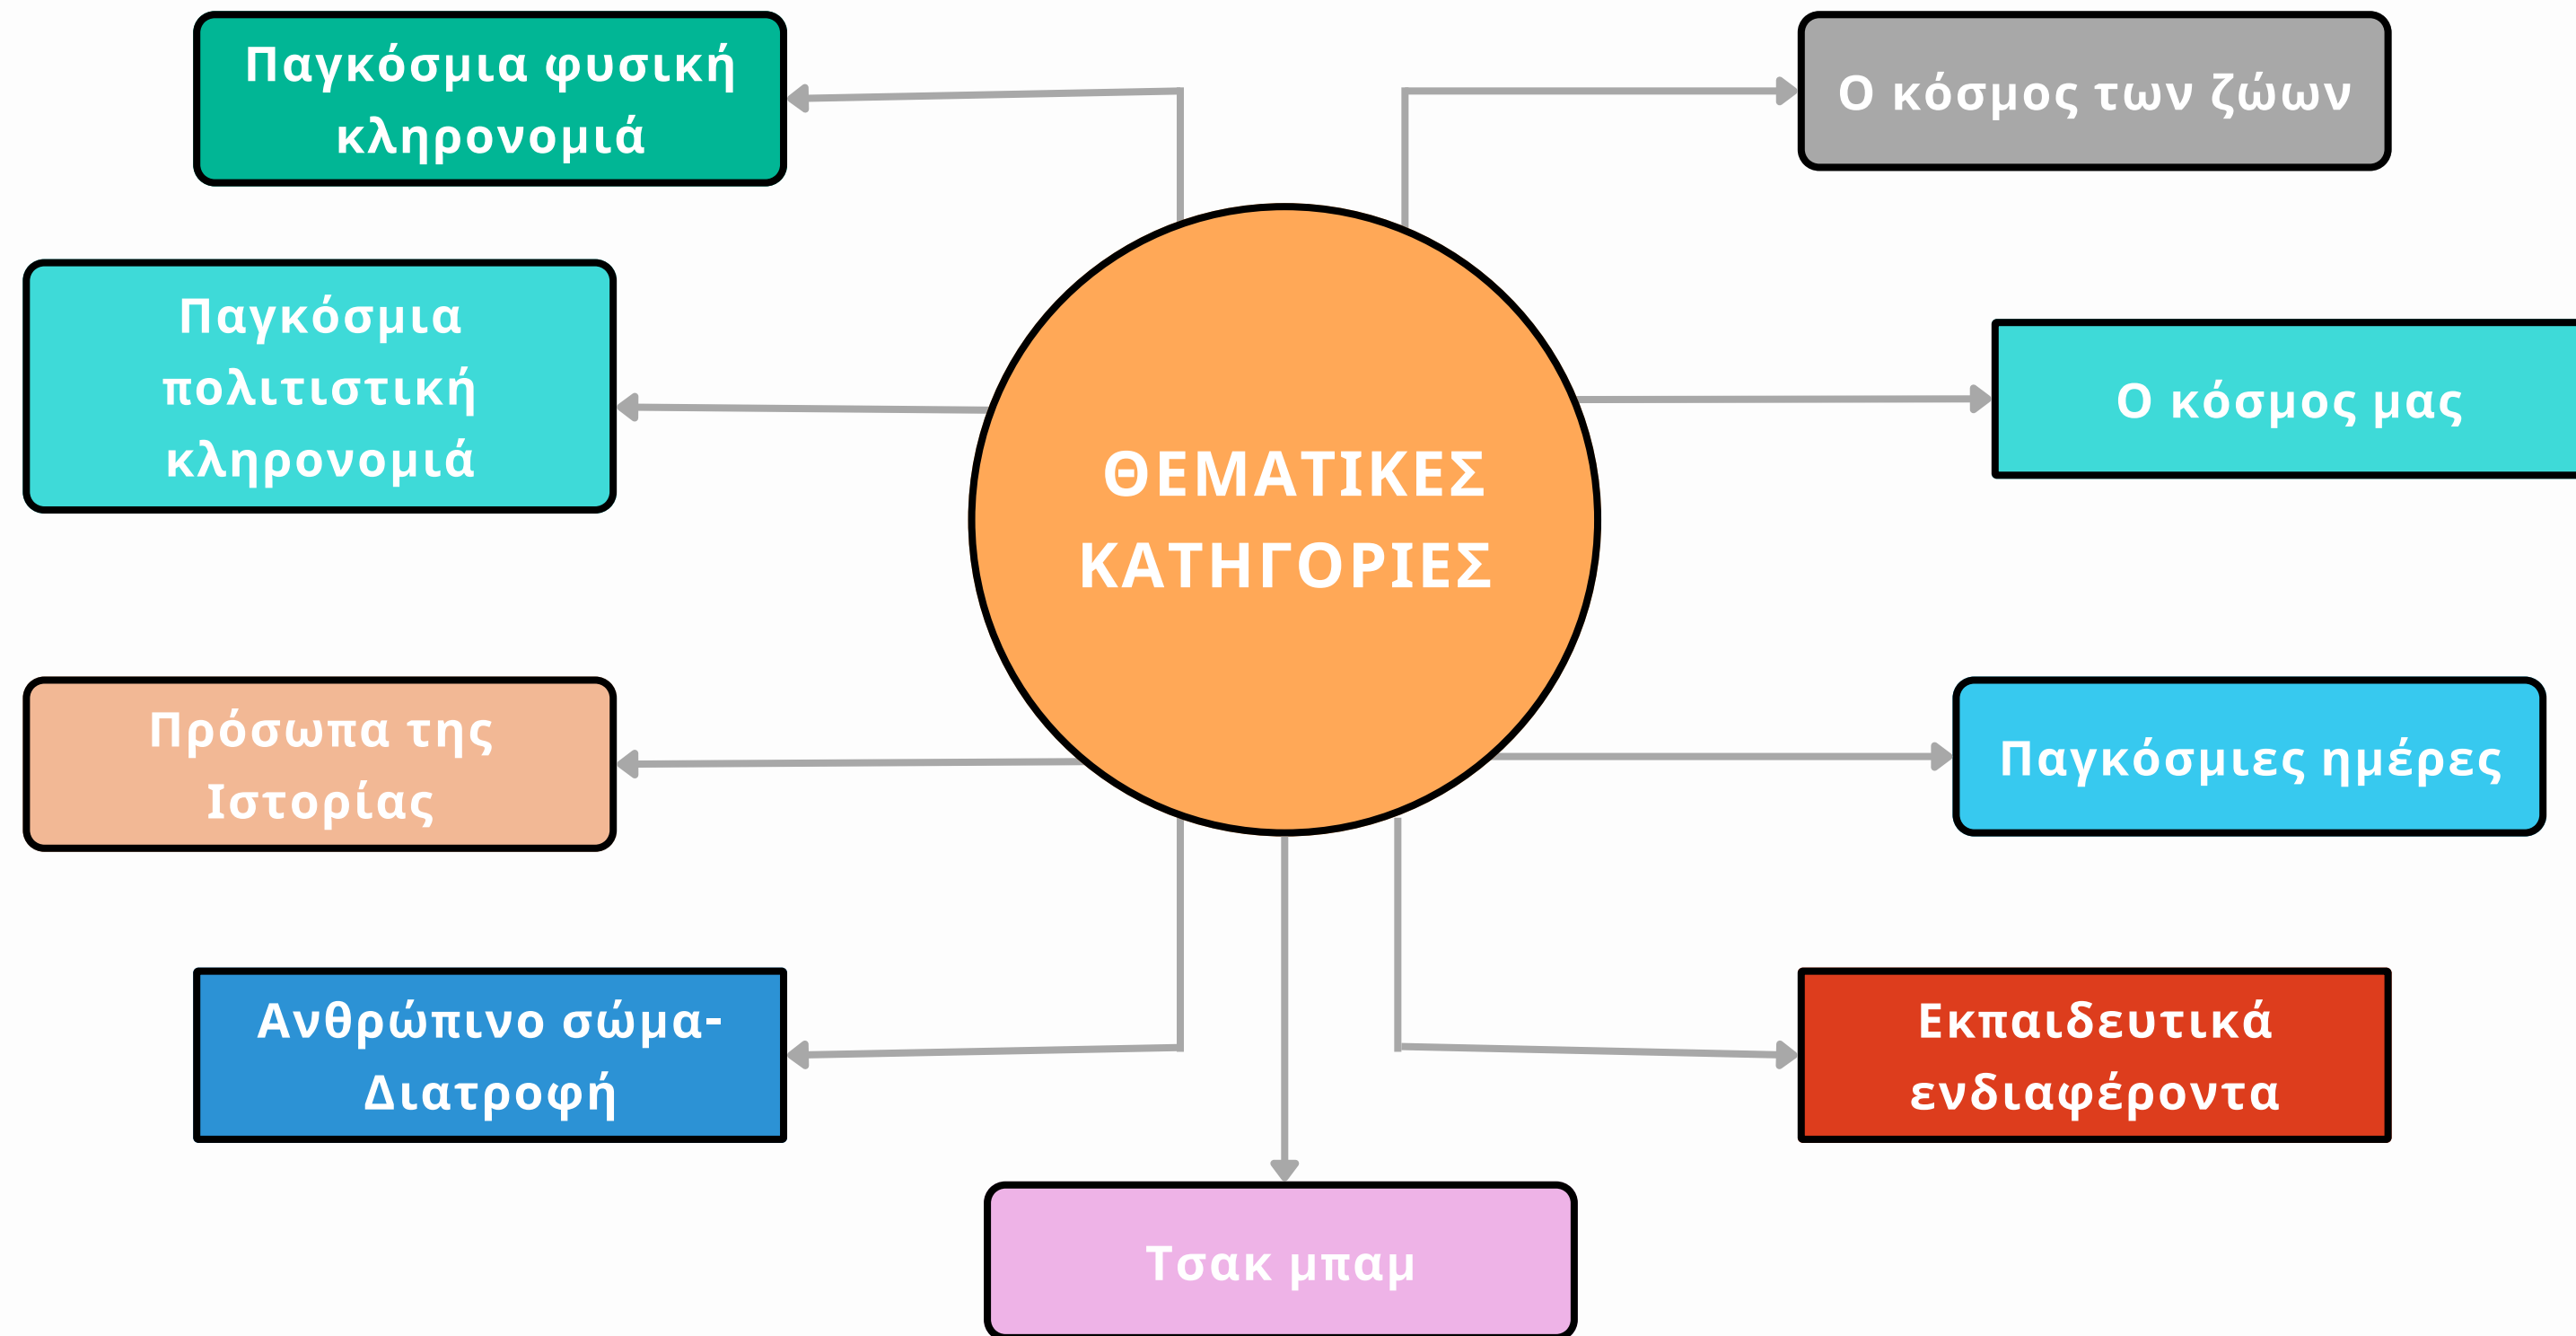 Παγκόσμια φυσική
κληρονομιά
Ο κόσμος των ζώων
Παγκόσμια
πολιτιστική
κληρονομιά
Ο κόσμος μας
ΘΕΜΑΤΙΚΕΣ
ΚΑΤΗΓΟΡΙΕΣ
Πρόσωπα της
Ιστορίας
Παγκόσμιες ημέρες
Ανθρώπινο σώμα-
Διατροφή
Εκπαιδευτικά
ενδιαφέροντα
Τσακ μπαμ